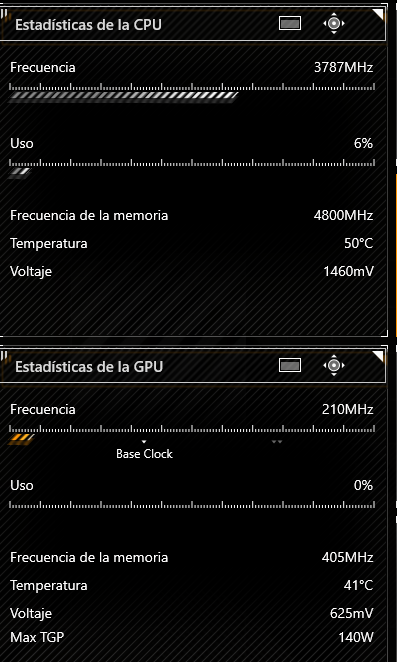 Estadísticas de la CPU
Frecuencia 3787MHz
Uso 6%
Frecuencia de la memoria 4800MHz
Temperatura 50°C
Voltaje 1460mV
Estadísticas de la GPU
Frecuencia 210MHz
Base Clock
Uso 0%
Frecuencia de la memoria 405MHz
Temperatura 41°C
Voltaje 625mV
Max TGP 140W